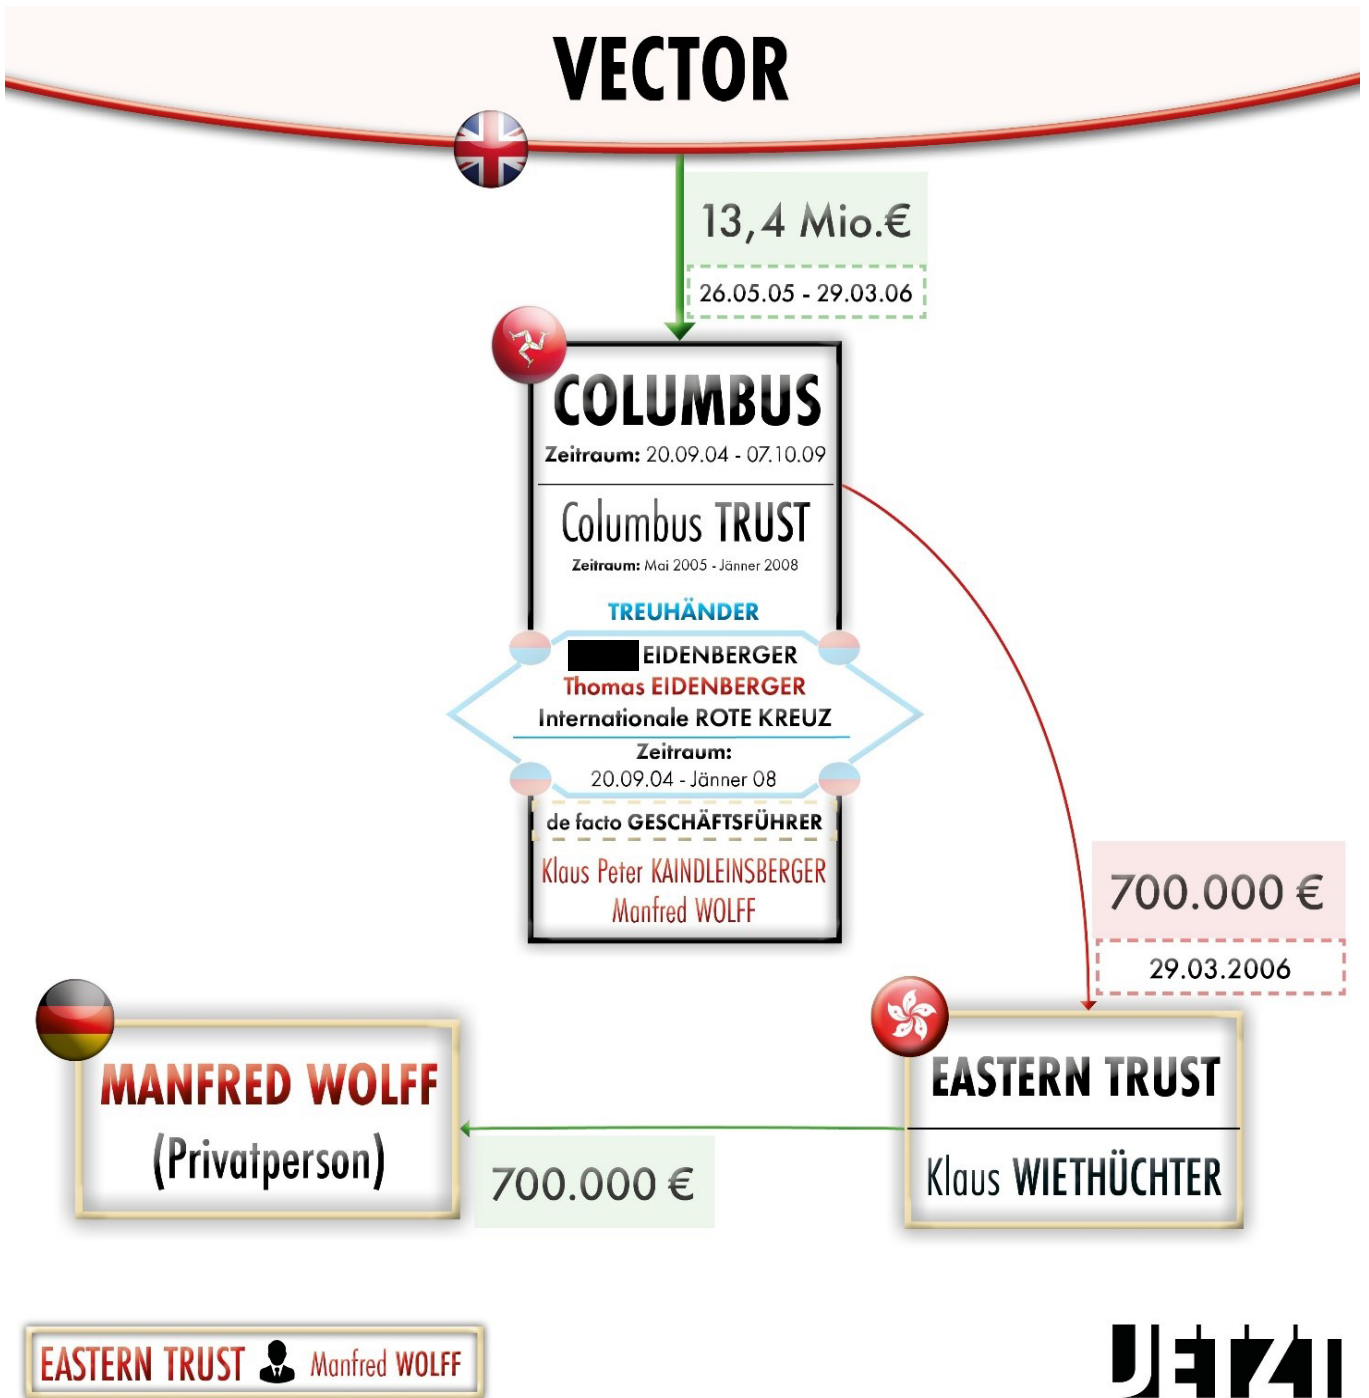 VECTOR
13,4 Mio.€
26.05.05 - 29.03.06
COLUMBUS
Zeitraum: 20.09.04 - 07.10.09
Columbus TRUST
Zeitraum: Mai 2005 - Jänner 2008
TREUHÄNDER
EIDENBERGER
Thomas EIDENBERGER
Internationale ROTE KREUZ
Zeitraum:
20.09.04 - Jänner 08
de facto GESCHÄFTSFÜHRER
Klaus Peter KAINDLEINSBERGER
Manfred WOLFF
700.000 €
29.03.2006
MANFRED WOLFF
(Privatperson)
700.000 €
EASTERN TRUST
Klaus WIETHÜCHTER
EASTERN TRUST Manfred WOLFF
JETZT